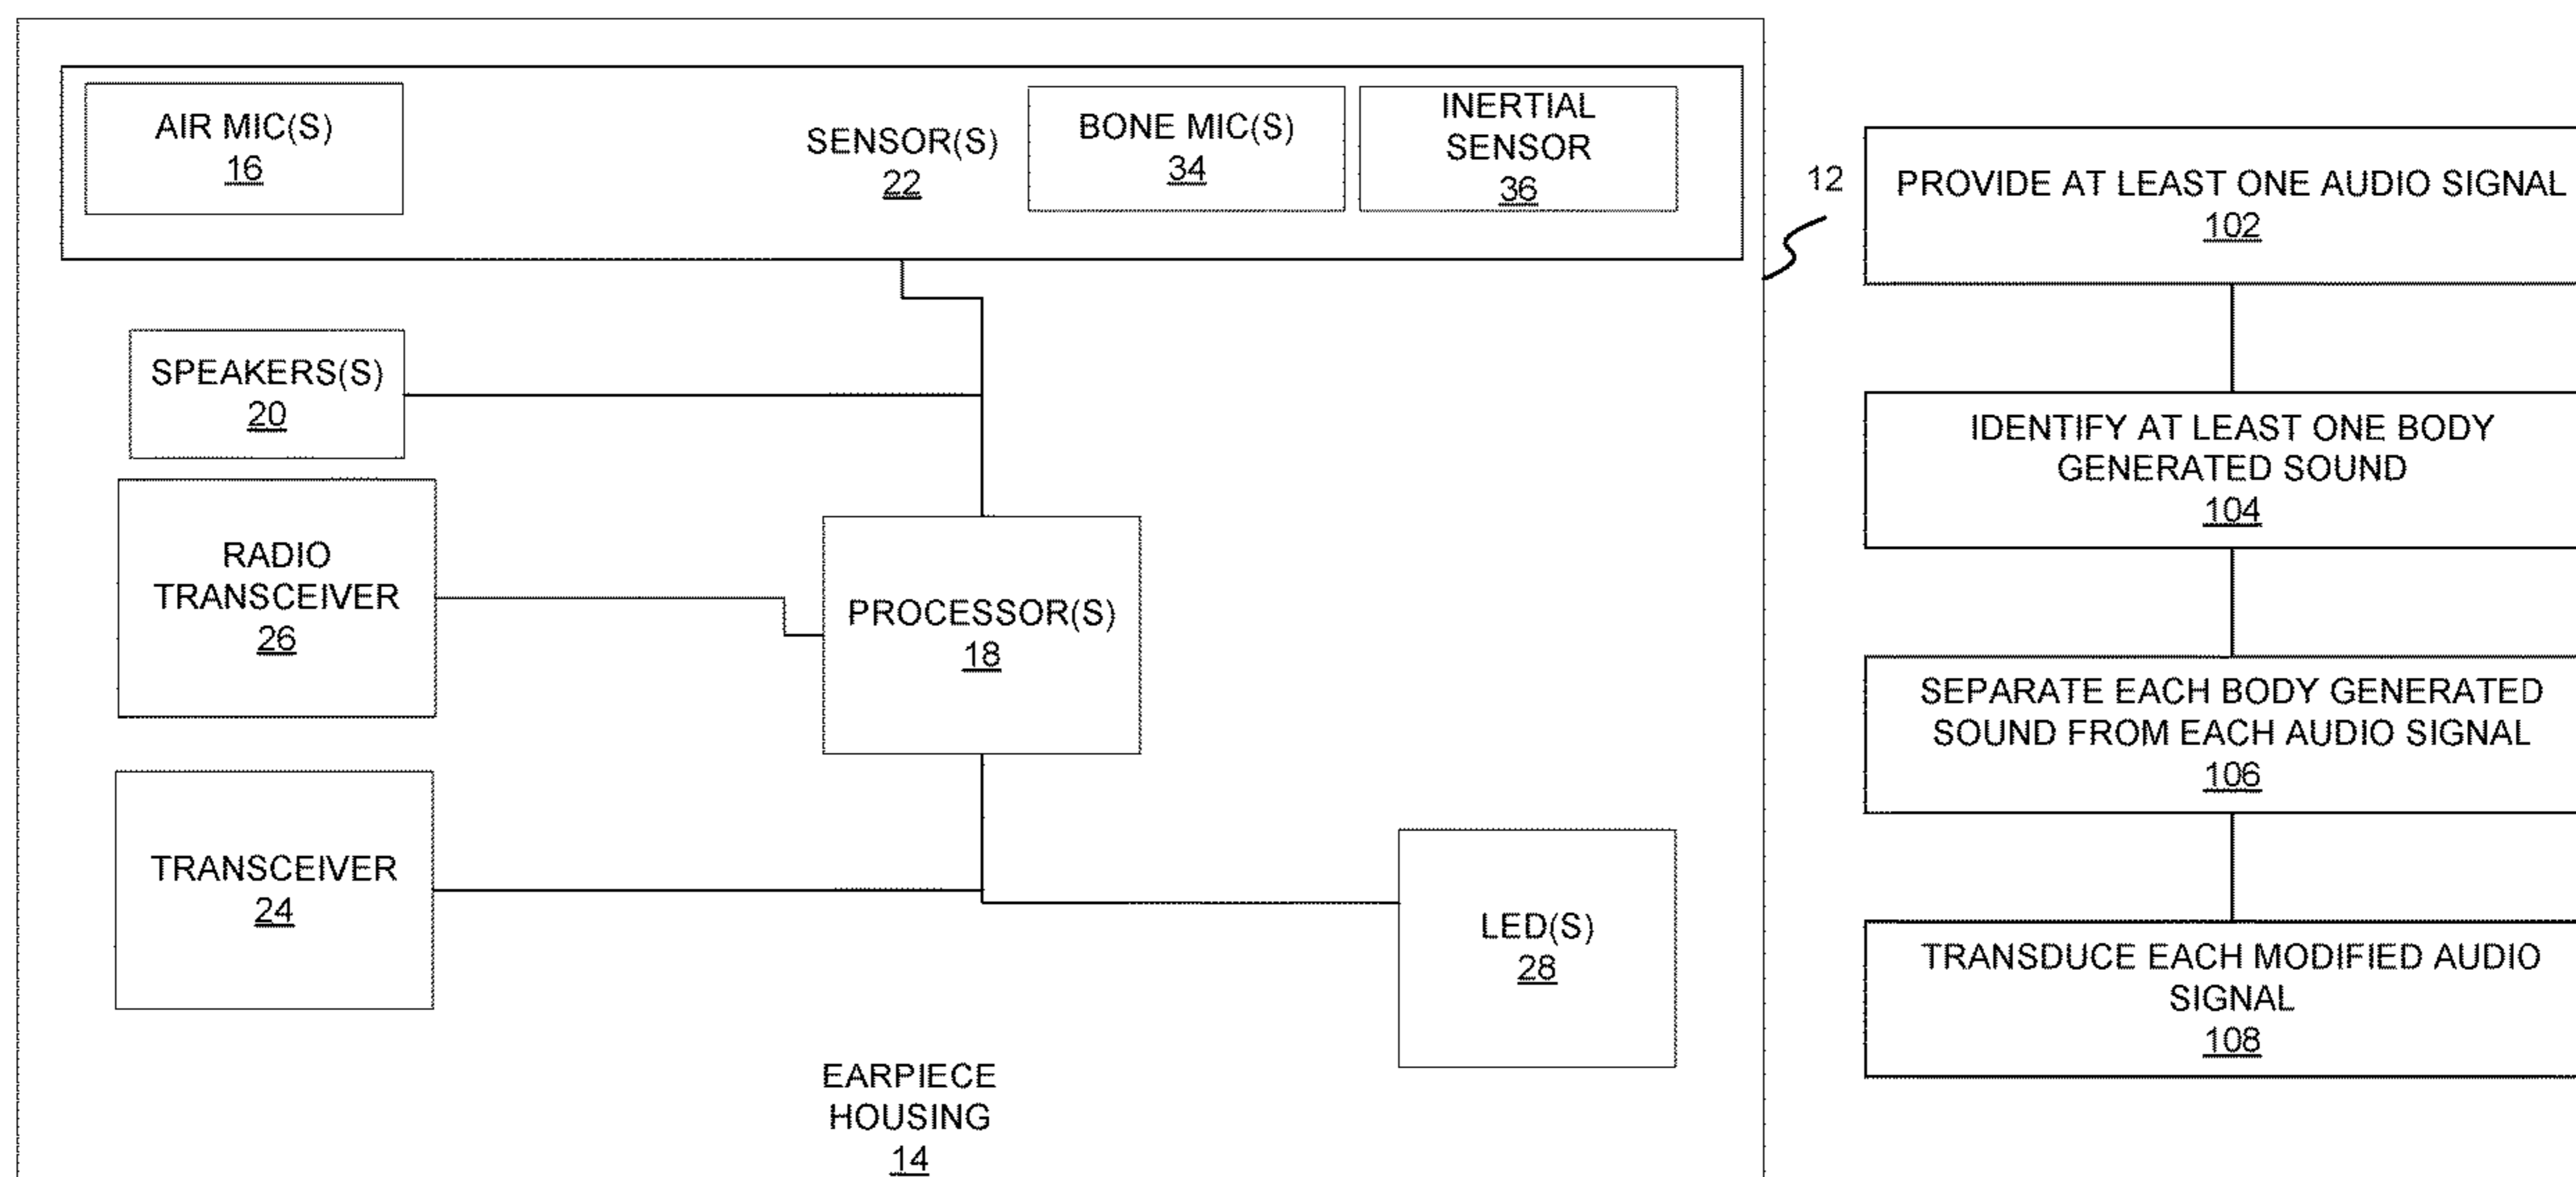 AIR MIC(S)
16
SENSOR(S)
22
BONE MIC(S)
34
INERTIAL
SENSOR
36
12
SPEAKERS(S)
20
RADIO
TRANSCEIVER
26
PROCESSOR(S)
18
TRANSCEIVER
24
LED(S)
28
EARPIECE
HOUSING
14
PROVIDE AT LEAST ONE AUDIO SIGNAL
102
IDENTIFY AT LEAST ONE BODY
GENERATED SOUND
104
SEPARATE EACH BODY GENERATED
SOUND FROM EACH AUDIO SIGNAL
106
TRANSDUCE EACH MODIFIED AUDIO
SIGNAL
108